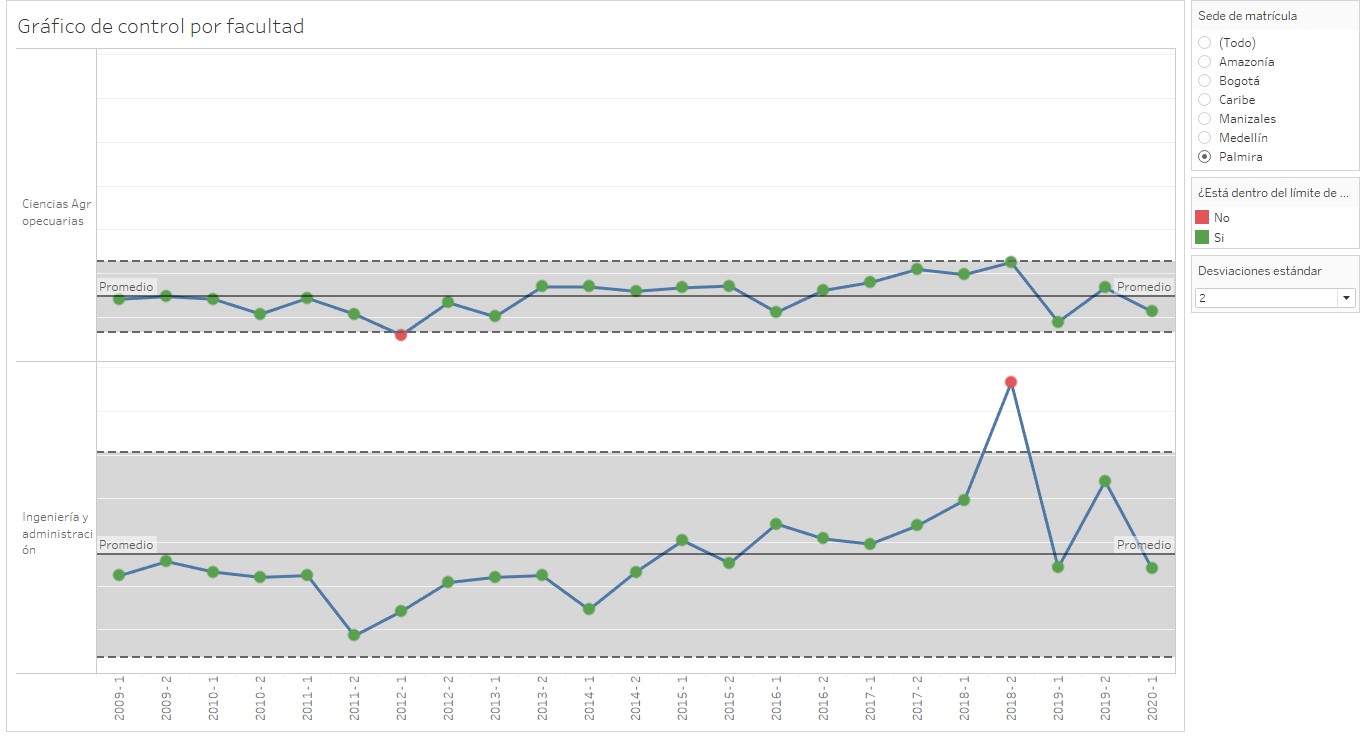 Gráfico de control por facultad
Ciencias Agr
opecuarias
Promedio
Promedio
Ingeniería y
administraci
ón
Promedio
Promedio
2009 - 1
2009 - 2
2010 - 1
2010 - 2
2011 - 1
2011 - 2
2012 - 1
2012 - 2
2013 - 1
2013 - 2
2014 - 1
2014 - 2
2015 - 1
2015 - 2
2016 - 1
2016 - 2
2017 - 1
2017 - 2
2018 - 1
2018 - 2
2019 - 1
2019 - 2
2020 - 1
Sede de matrícula
(Todo)
Amazonía
Bogotá
Caribe
Manizales
Medellín
Palmira
¿Está dentro del límite de ...
No
Si
Desviaciones estándar
2